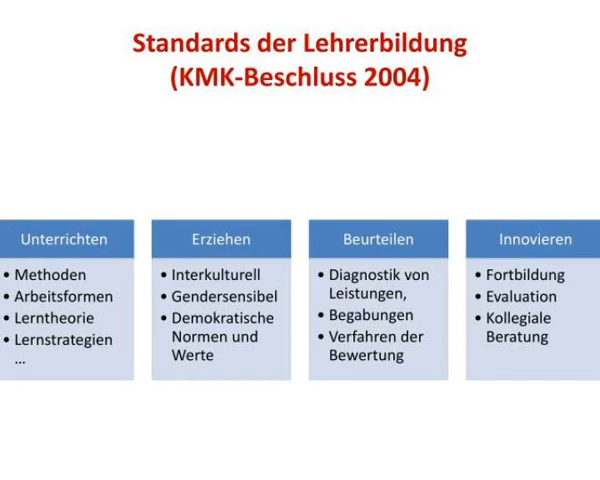 Standards der Lehrerbildung
(KMK-Beschluss 2004)
Unterrichten
• Methoden
• Arbeitsformen
• Lerntheorie
• Lernstrategien
...
Erziehen
• Interkulturell
• Gendersensibel
• Demokratische
Normen und
Werte
Beurteilen
• Diagnostik von
Leistungen,
• Begabungen
• Verfahren der
Bewertung
Innovieren
• Fortbildung
• Evaluation
• Kollegiale
Beratung